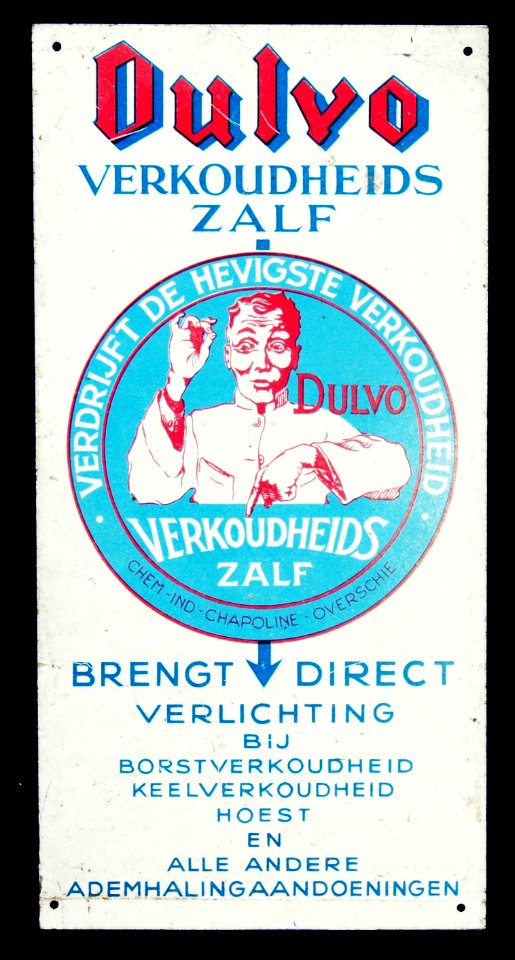 Dulvo
VERKOUDHEIDS
ZALF
· VERDRIJFT DE HEVIGSTE VERKOUDHEID ·
DULVO
VERKOUDHEIDS
ZALF
CHEM-IND-CHAPOLINE-OVERSCHIE
BRENGT DIRECT
VERLICHTING
BIJ
BORSTVERKOUDHEID
KEELVERKOUDHEID
HOEST
EN
ALLE ANDERE
ADEMHALINGAANDOENINGEN